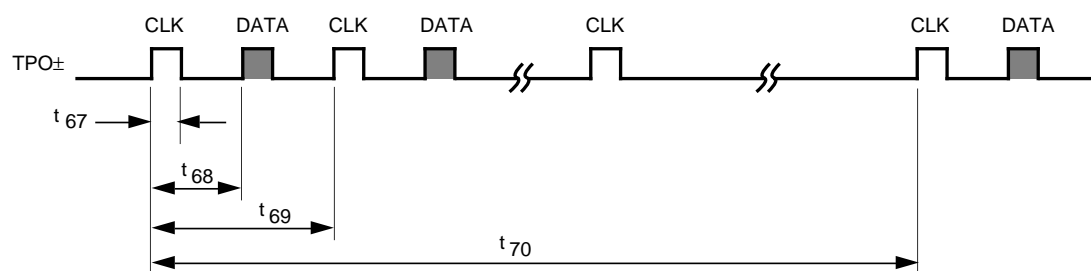 CLK DATA CLK DATA CLK CLK DATA
TPO±
t 67
t 68
t 69
t 70